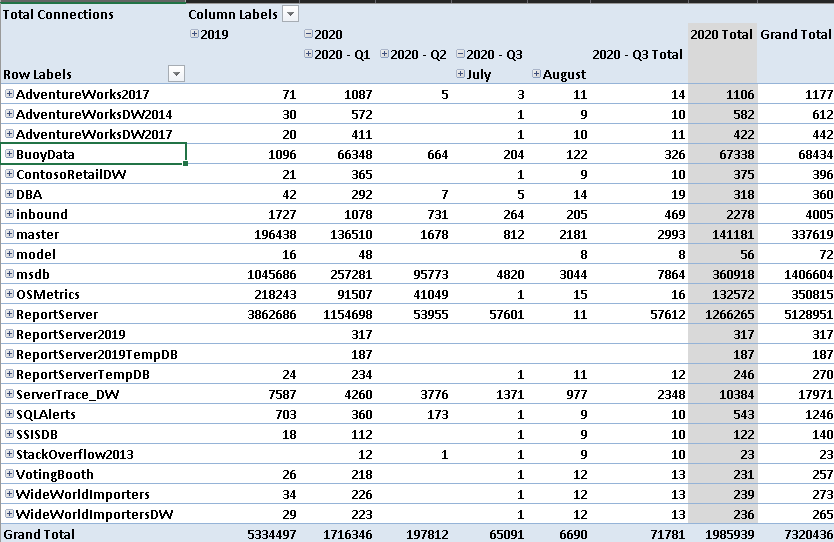 Total Connections Column Labels
2019 2020 2020 Total Grand Total
2020 - Q1 2020 - Q2 2020 - Q3 2020 - Q3 Total
Row Labels July August
AdventureWorks2017 71 1087 5 3 11 14 1106 1177
AdventureWorksDW2014 30 572 1 9 10 582 612
AdventureWorksDW2017 20 411 1 10 11 422 442
BuoyData 1096 66348 664 204 122 326 67338 68434
ContosoRetailDW 21 365 1 9 10 375 396
DBA 42 292 7 5 14 19 318 360
inbound 1727 1078 731 264 205 469 2278 4005
master 196438 136510 1678 812 2181 2993 141181 337619
model 16 48 8 8 56 72
msdb 1045686 257281 95773 4820 3044 7864 360918 1406604
OSMetrics 218243 91507 41049 1 15 16 132572 350815
ReportServer 3862686 1154698 53955 57601 11 57612 1266265 5128951
ReportServer2019 317 317 317
ReportServer2019TempDB 187 187 187
ReportServerTempDB 24 234 1 11 12 246 270
ServerTrace_DW 7587 4260 3776 1371 977 2348 10384 17971
SQLAlerts 703 360 173 1 9 10 543 1246
SSISDB 18 112 1 9 10 122 140
StackOverflow2013 12 1 1 9 10 23 23
VotingBooth 26 218 1 12 13 231 257
WideWorldImporters 34 226 1 12 13 239 273
WideWorldImportersDW 29 223 1 12 13 236 265
Grand Total 5334497 1716346 197812 65091 6690 71781 1985939 7320436